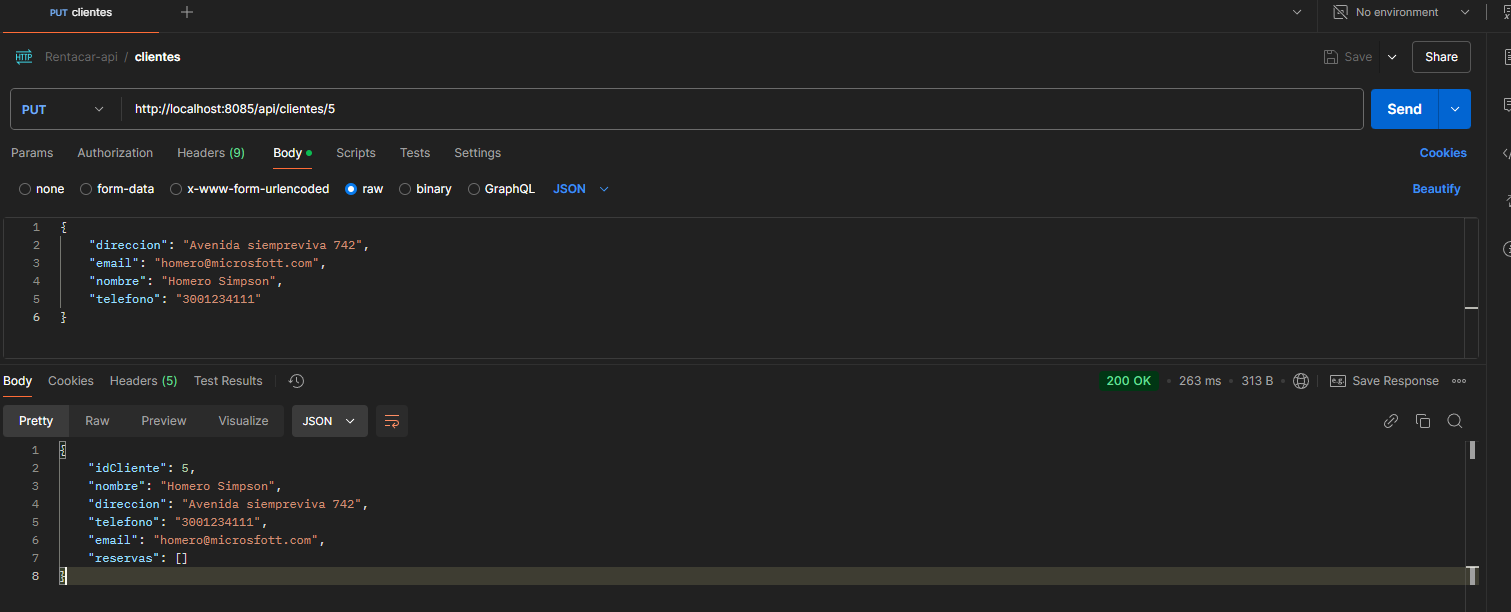 PUT clientes
No environment
HTTP Rentacar-api / clientes
Save Share
PUT http://localhost:8085/api/clientes/5 Send
Params Authorization Headers (9) Body Scripts Tests Settings Cookies
none form-data x-www-form-urlencoded raw binary GraphQL JSON Beautify
1 {
2 "direccion": "Avenida siempreviva 742",
3 "email": "homero@microsfott.com",
4 "nombre": "Homero Simpson",
5 "telefono": "3001234111"
6 }
Body Cookies Headers (5) Test Results 200 OK 263 ms 313 B e.g. Save Response
Pretty Raw Preview Visualize JSON
1 {
2 "idCliente": 5,
3 "nombre": "Homero Simpson",
4 "direccion": "Avenida siempreviva 742",
5 "telefono": "3001234111",
6 "email": "homero@microsfott.com",
7 "reservas": []
8 }